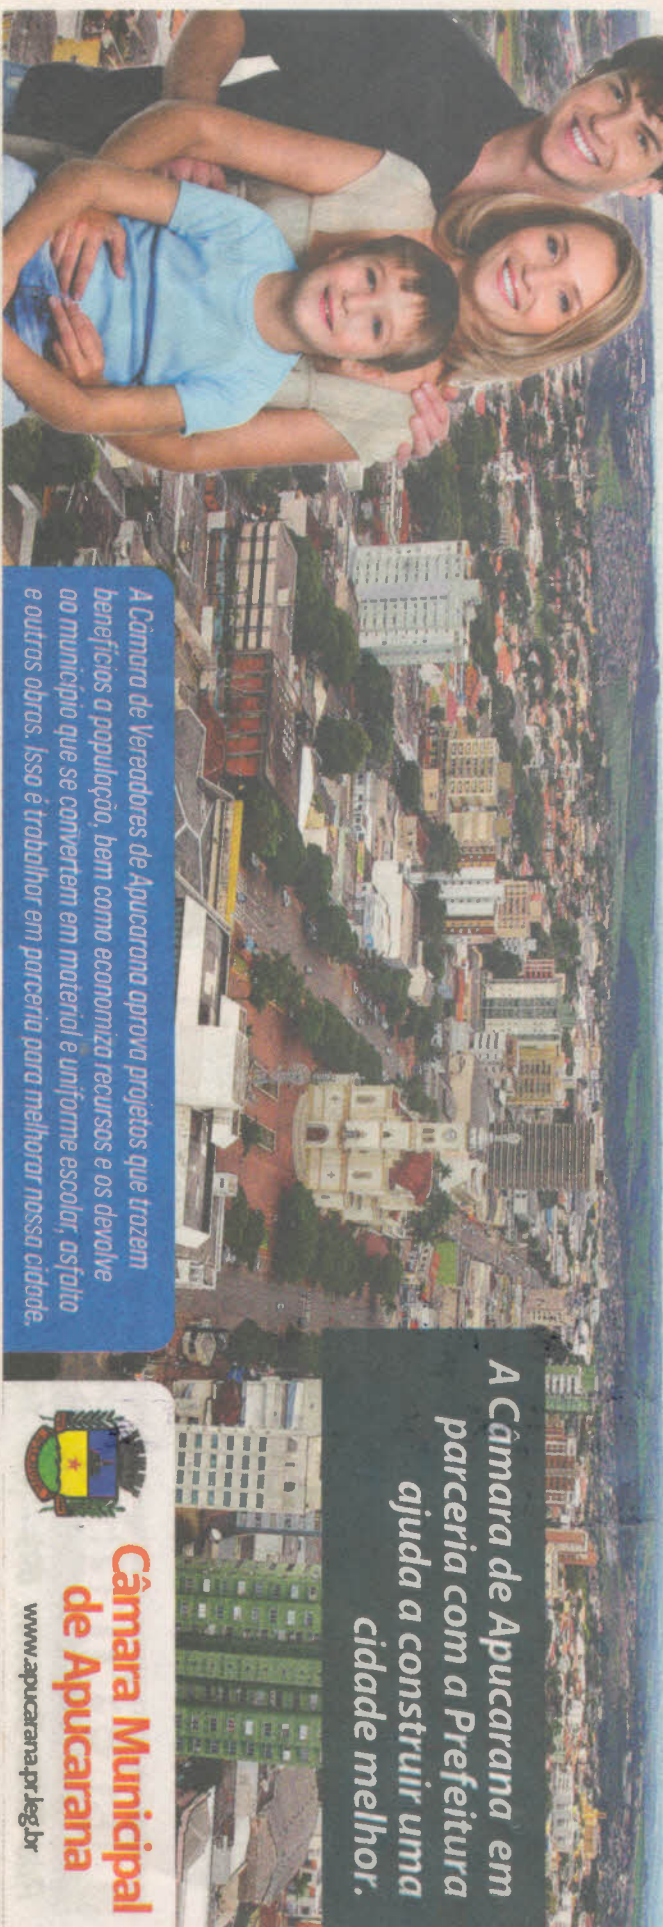 A Câmara de Apucarana em
parceria com a Prefeitura
ajuda a construir uma
cidade melhor.
A Câmara de Vereadores de Apucarana aprova projetos que trazem
benefícios a população, bem como economiza recursos e os devolve
ao município que se convertem em material e uniforme escolar, asfalto
e outras obras. Isso é trabalhar em parceria para melhorar nossa cidade.
Câmara Municipal
de Apucarana
www.apucarana.pr.leg.br